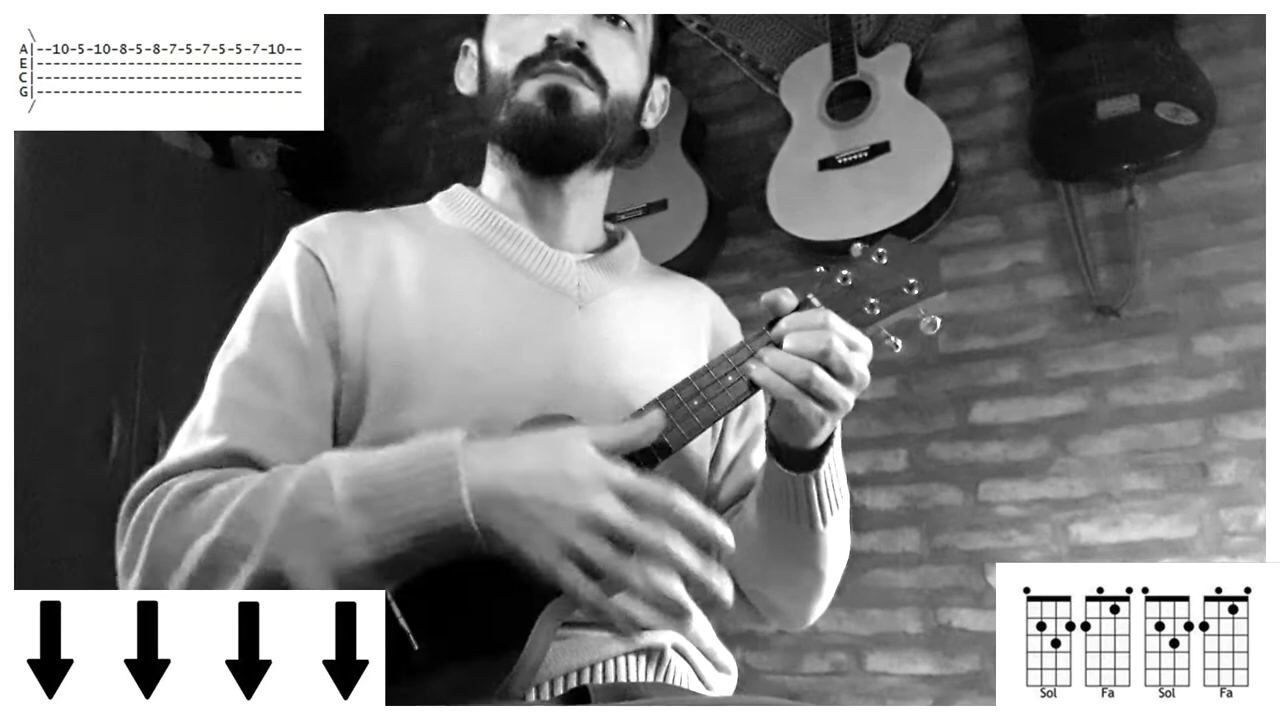 A|--10-5-10-8-5-8-7-5-7-5-5-7-10--
E|--------------------------------
C|--------------------------------
G|--------------------------------
Sol Fa Sol Fa